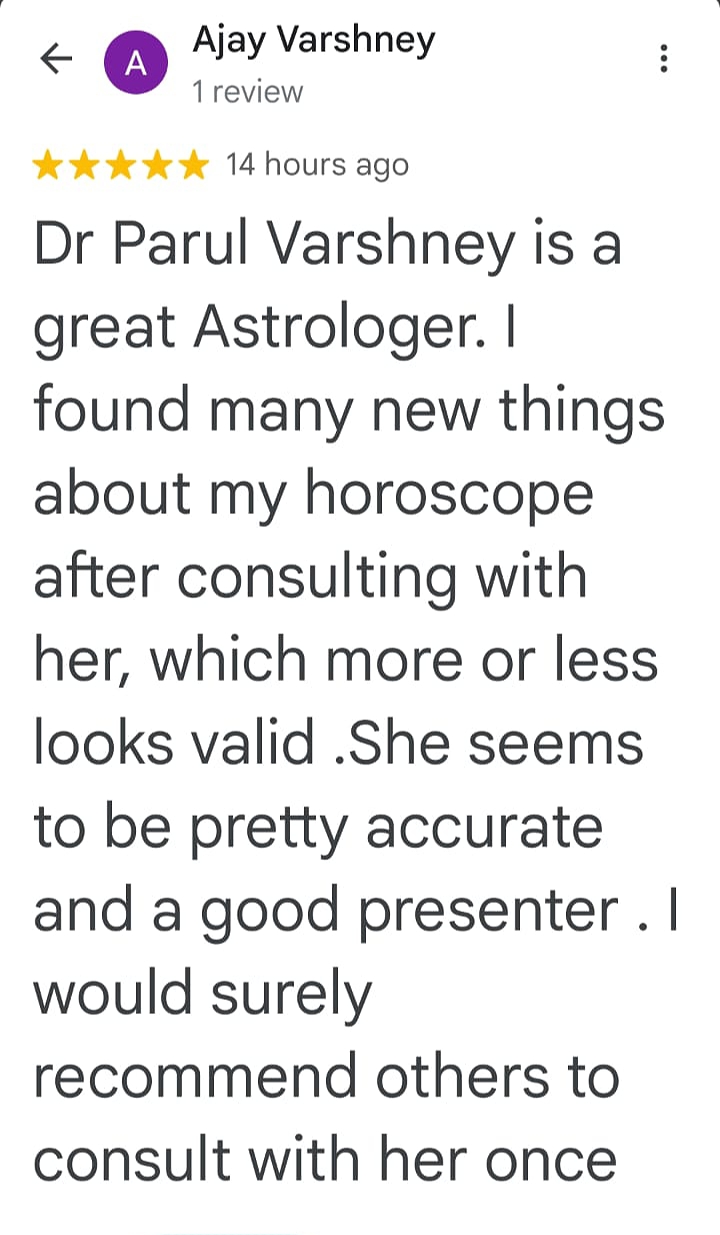 Ajay Varshney
A
1 review
14 hours ago
Dr Parul Varshney is a
great Astrologer. I
found many new things
about my horoscope
after consulting with
her, which more or less
looks valid .She seems
to be pretty accurate
and a good presenter . I
would surely
recommend others to
consult with her once